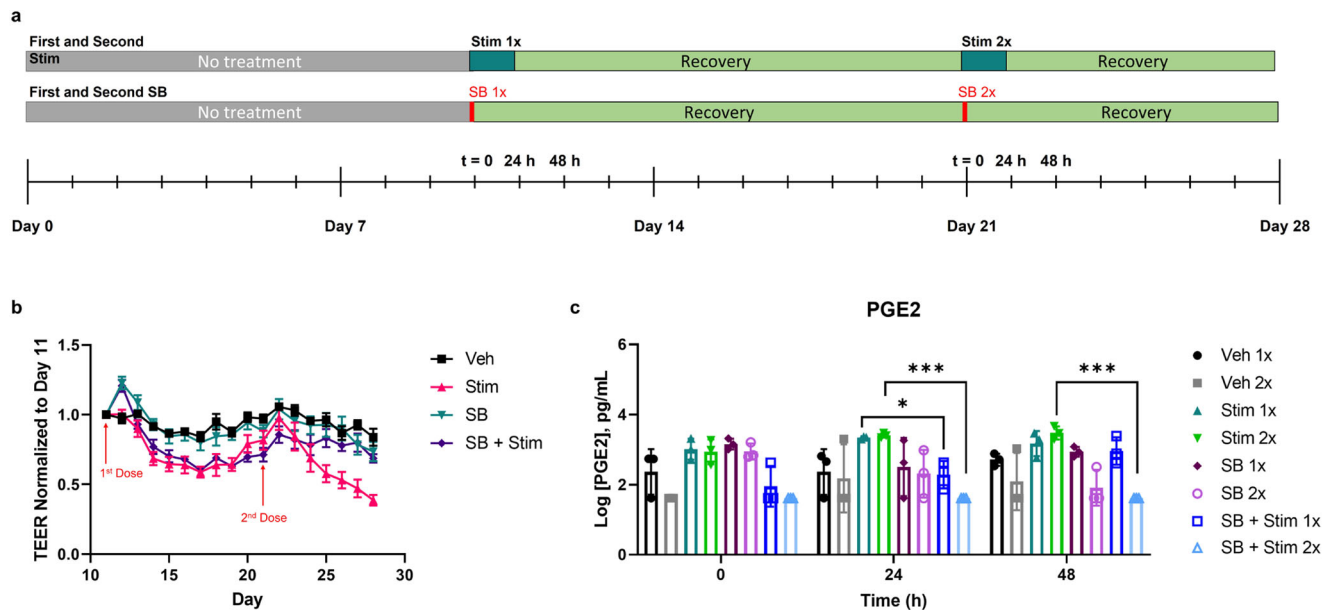 a
First and Second
Stim
No treatment
Stim 1x
Recovery
Stim 2x
Recovery
First and Second SB
No treatment
SB 1x
Recovery
SB 2x
Recovery
t = 0 24 h 48 h
t = 0 24 h 48 h
Day 0
Day 7
Day 14
Day 21
Day 28
b
TEER Normalized to Day 11
1.5
1.0
0.5
0.0
10
15
20
25
30
Day
1st Dose
2nd Dose
Veh
Stim
SB
SB + Stim
c
PGE2
Log [PGE2], pg/mL
6
4
2
0
0
24
48
Time (h)
***
*
***
Veh 1x
Veh 2x
Stim 1x
Stim 2x
SB 1x
SB 2x
SB + Stim 1x
SB + Stim 2x